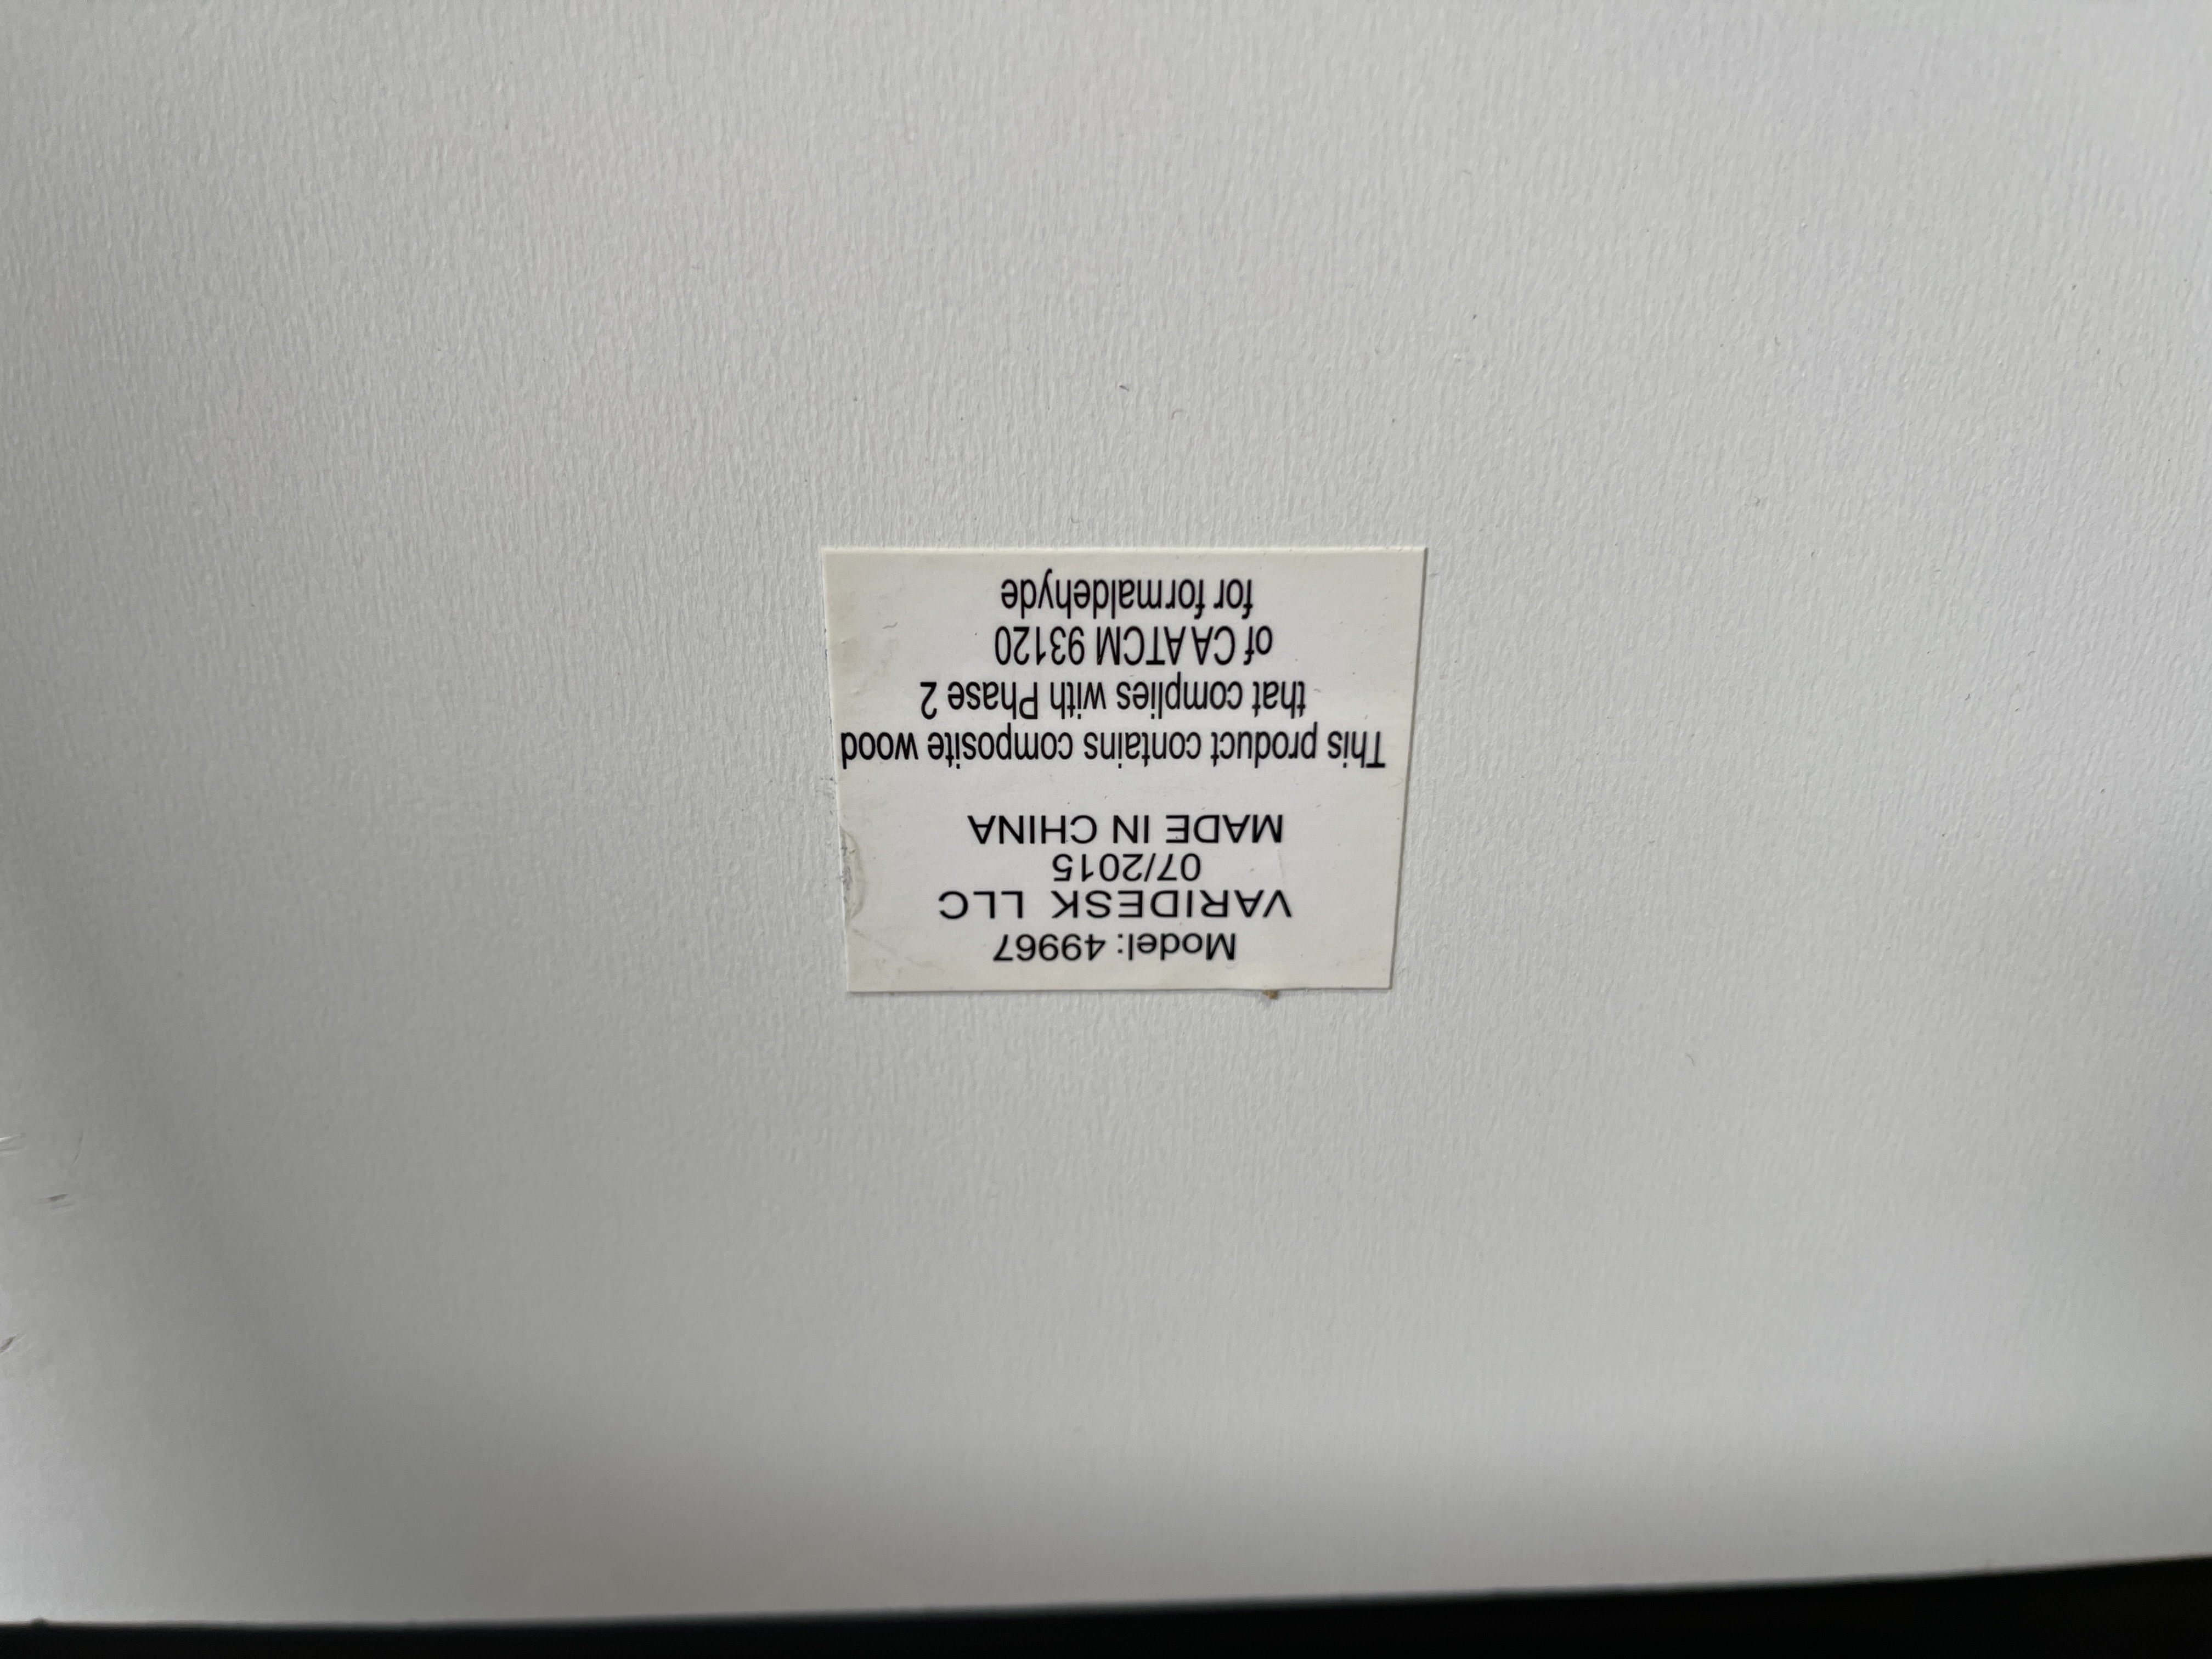 Model: 49967
VARIDESK LLC
07/2015
MADE IN CHINA
This product contains composite wood
that complies with Phase 2
of CA ATCM 93120
for formaldehyde